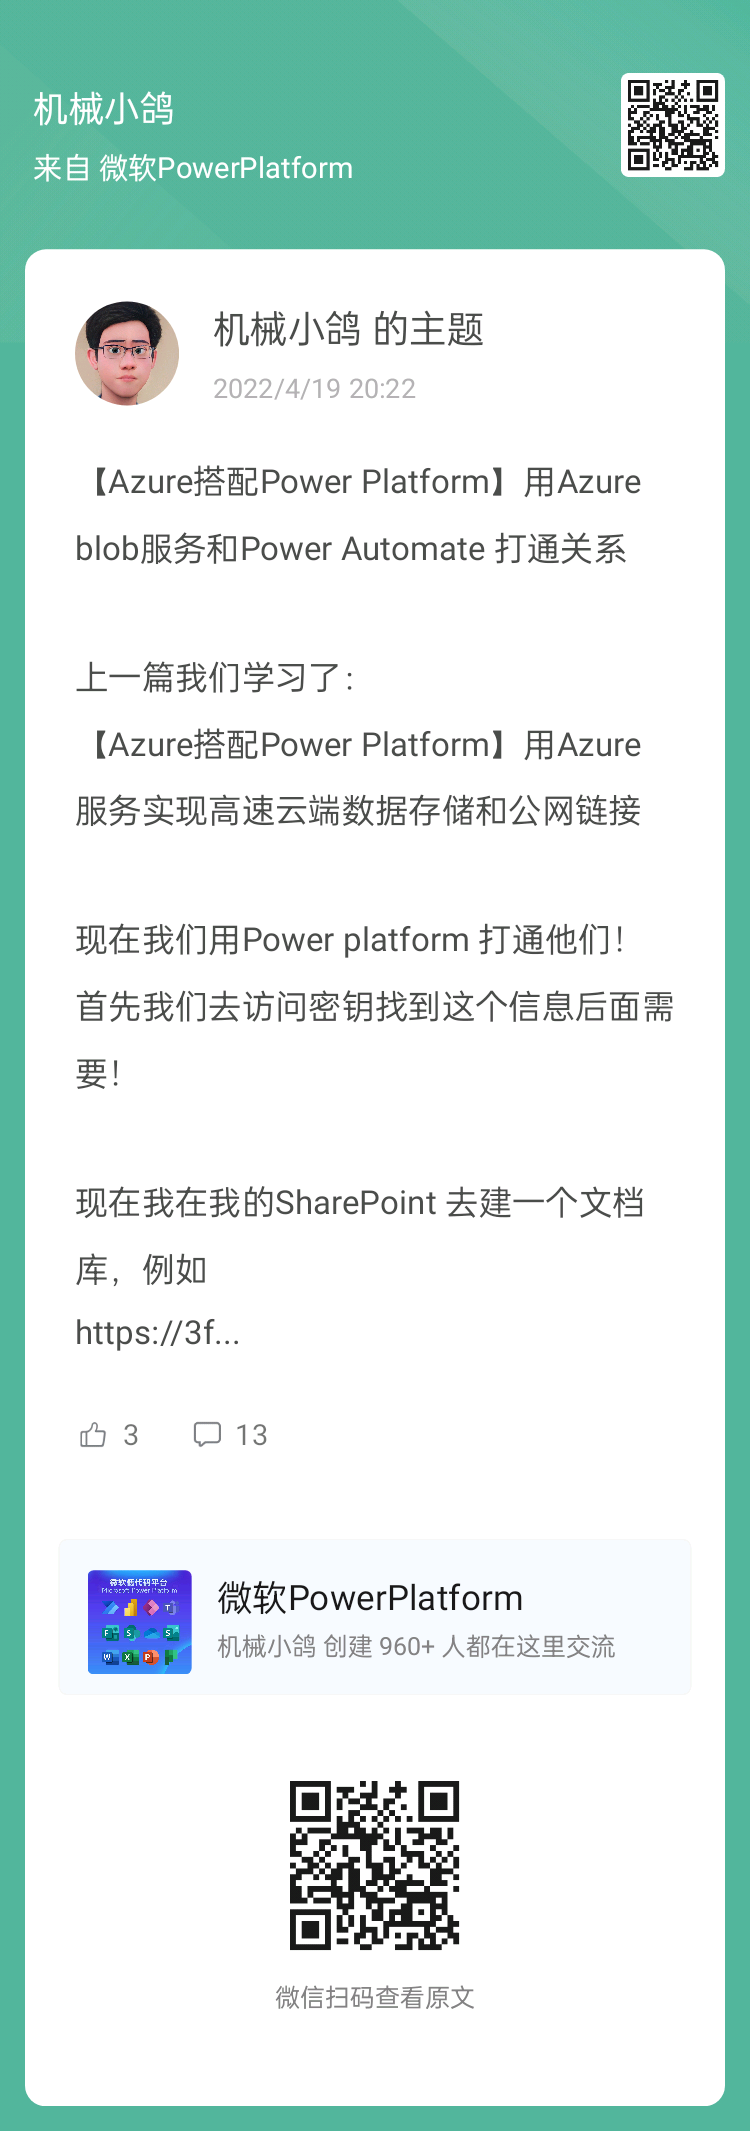 机械小鸽
来自 微软PowerPlatform
机械小鸽 的主题
2022/4/19 20:22
【Azure搭配Power Platform】用Azure
blob服务和Power Automate 打通关系
上一篇我们学习了：
【Azure搭配Power Platform】用Azure
服务实现高速云端数据存储和公网链接
现在我们用Power platform 打通他们！
首先我们去访问密钥找到这个信息后面需
要！
现在我在我的SharePoint 去建一个文档
库，例如
https://3f...
3 13
微软低代码平台
Microsoft Power Platform
微软PowerPlatform
机械小鸽 创建 960+ 人都在这里交流
微信扫码查看原文